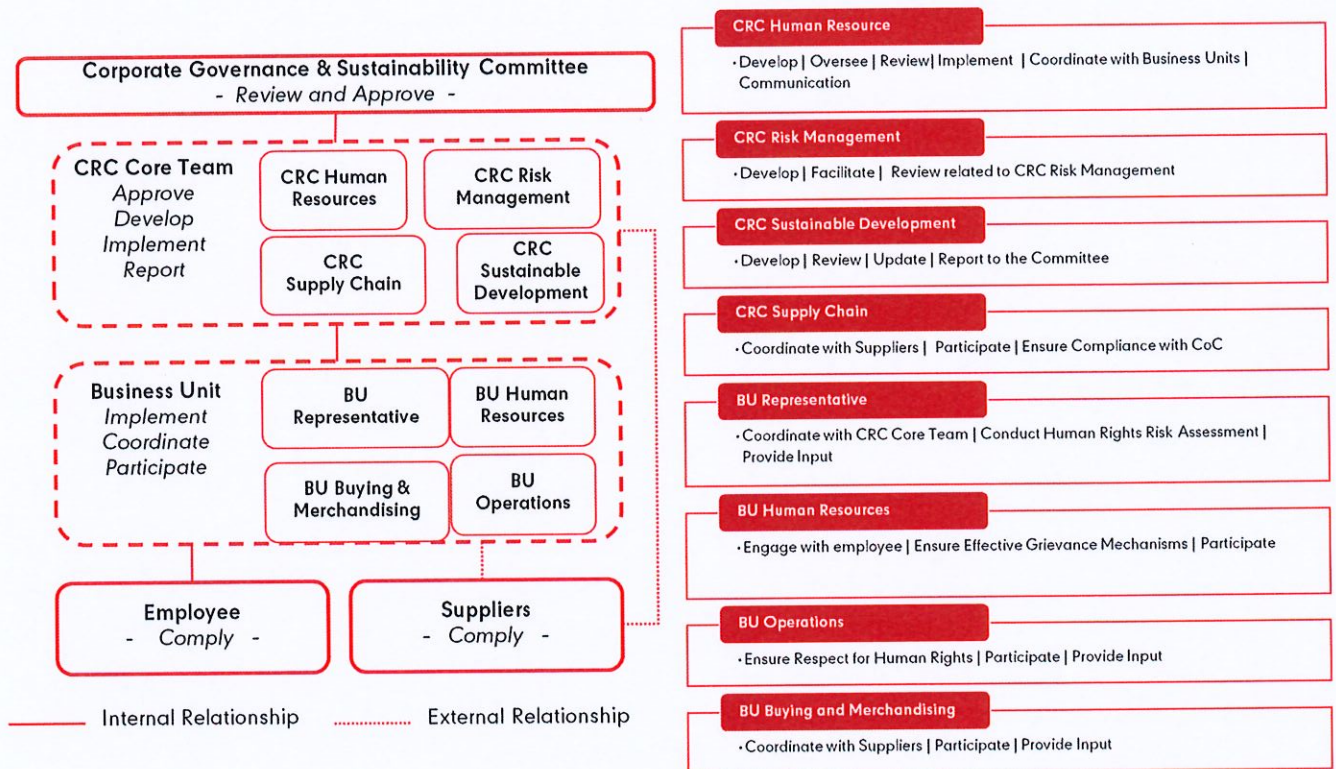 Corporate Governance & Sustainability Committee
- Review and Approve -
CRC Core Team
Approve
Develop
Implement
Report
CRC Human
Resources
CRC Risk
Management
CRC
Supply Chain
CRC
Sustainable
Development
Business Unit
Implement
Coordinate
Participate
BU
Representative
BU Human
Resources
BU Buying &
Merchandising
BU
Operations
Employee
- Comply -
Suppliers
- Comply -
Internal Relationship
External Relationship
CRC Human Resource
· Develop | Oversee | Review| Implement | Coordinate with Business Units |
Communication
CRC Risk Management
· Develop | Facilitate | Review related to CRC Risk Management
CRC Sustainable Development
· Develop | Review | Update | Report to the Committee
CRC Supply Chain
· Coordinate with Suppliers | Participate | Ensure Compliance with CoC
BU Representative
· Coordinate with CRC Core Team | Conduct Human Rights Risk Assessment |
Provide Input
BU Human Resources
· Engage with employee | Ensure Effective Grievance Mechanisms | Participate
BU Operations
· Ensure Respect for Human Rights | Participate | Provide Input
BU Buying and Merchandising
· Coordinate with Suppliers | Participate | Provide Input